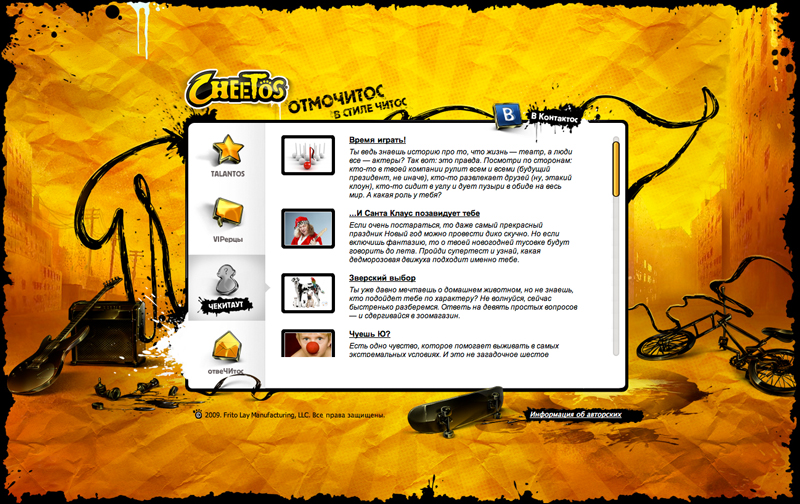 CHEETOS
ОТМОЧИТОС
В СТИЛЕ ЧИТОС
В
В Контактос
TALANTOS
VIPерцы
ЧЕКИТАУТ
отвеЧИтос
Время играть!
Ты ведь знаешь историю про то, что жизнь — театр, а люди
все — актеры? Так вот: это правда. Посмотри по сторонам:
кто-то в твоей компании рулит всем и всеми (будущий
президент, не иначе), кто-то развлекает друзей (ну, этакий
клоун), кто-то сидит в углу и дует пузыри в обиде на весь
мир. А какая роль у тебя?
...И Санта Клаус позавидует тебе
Если очень постараться, то даже самый прекрасный
праздник Новый год можно провести дико скучно. Но если
включишь фантазию, то о твоей новогодней тусовке будут
говорить до лета. Пройди супертест и узнай, какая
дедморозовая движуха подходит именно тебе.
Зверский выбор
Ты уже давно мечтаешь о домашнем животном, но не знаешь,
кто подойдет тебе по характеру? Не волнуйся, сейчас
быстренько разберемся. Ответь на девять простых вопросов
— и сдергивайся в зоомагазин.
Чуешь Ю?
Есть одно чувство, которое помогает выживать в самых
экстремальных условиях. И это не загадочное шестое
2009. Frito Lay Manufacturing, LLC. Все права защищены.
Информация об авторских